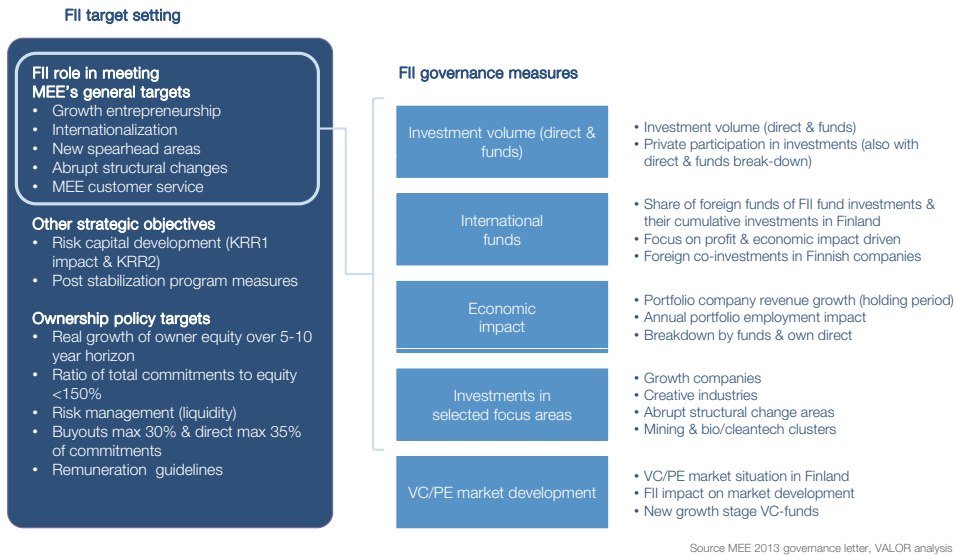 FII target setting
FII role in meeting
MEE's general targets
• Growth entrepreneurship
• Internationalization
• New spearhead areas
• Abrupt structural changes
• MEE customer service
Other strategic objectives
• Risk capital development (KRR1
impact & KRR2)
• Post stabilization program measures
Ownership policy targets
• Real growth of owner equity over 5-10
year horizon
• Ratio of total commitments to equity
<150%
• Risk management (liquidity)
• Buyouts max 30% & direct max 35%
of commitments
• Remuneration guidelines
FII governance measures
Investment volume (direct &
funds)
• Investment volume (direct & funds)
• Private participation in investments (also with
direct & funds break-down)
International
funds
• Share of foreign funds of FII fund investments &
their cumulative investments in Finland
• Focus on profit & economic impact driven
• Foreign co-investments in Finnish companies
Economic
impact
• Portfolio company revenue growth (holding period)
• Annual portfolio employment impact
• Breakdown by funds & own direct
Investments in
selected focus areas
• Growth companies
• Creative industries
• Abrupt structural change areas
• Mining & bio/cleantech clusters
VC/PE market development
• VC/PE market situation in Finland
• FII impact on market development
• New growth stage VC-funds
Source MEE 2013 governance letter, VALOR analysis